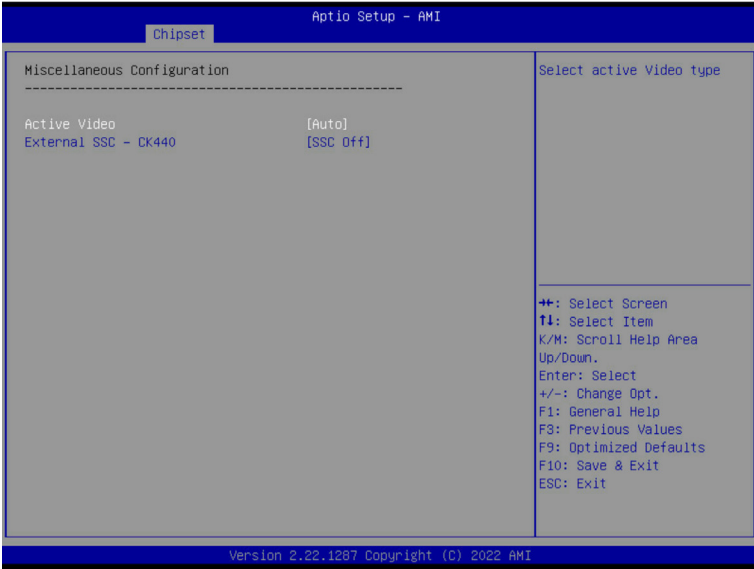 Aptio Setup – AMI
Chipset
Miscellaneous Configuration
--------------------------------------------------
Active Video [Auto]
External SSC – CK440 [SSC Off]
Select active Video type
→←: Select Screen
↑↓: Select Item
K/M: Scroll Help Area
Up/Down.
Enter: Select
+/-: Change Opt.
F1: General Help
F3: Previous Values
F9: Optimized Defaults
F10: Save & Exit
ESC: Exit
Version 2.22.1287 Copyright (C) 2022 AMI